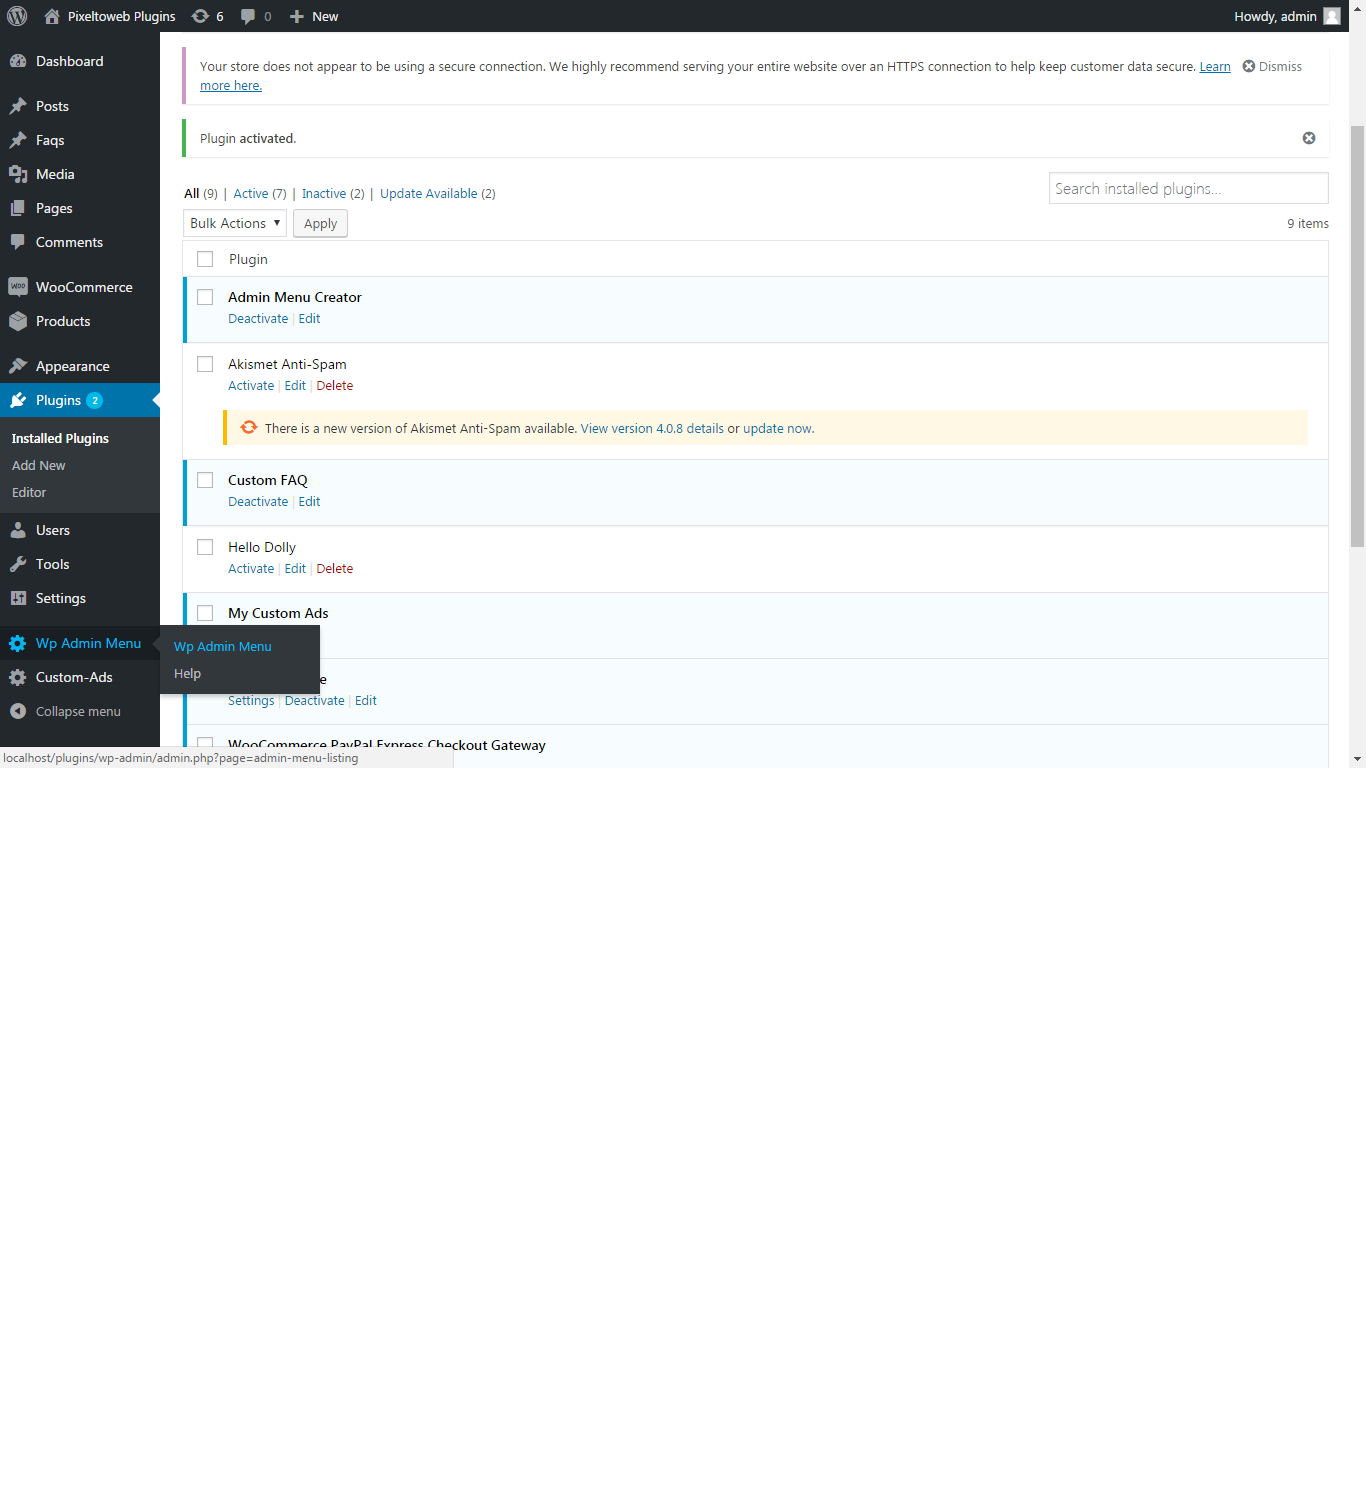 Pixeltoweb Plugins 6 0 New Howdy, admin
Dashboard
Posts
Faqs
Media
Pages
Comments
WOO WooCommerce
Products
Appearance
Plugins 2
Installed Plugins
Add New
Editor
Users
Tools
Settings
Wp Admin Menu
Custom-Ads
Collapse menu
Wp Admin Menu
Help
Your store does not appear to be using a secure connection. We highly recommend serving your entire website over an HTTPS connection to help keep customer data secure. Learn
more here.
Dismiss
Plugin activated.
All (9) | Active (7) | Inactive (2) | Update Available (2)
Search installed plugins...
Bulk Actions Apply
9 items
Plugin
Admin Menu Creator
Deactivate | Edit
Akismet Anti-Spam
Activate | Edit | Delete
There is a new version of Akismet Anti-Spam available. View version 4.0.8 details or update now.
Custom FAQ
Deactivate | Edit
Hello Dolly
Activate | Edit | Delete
My Custom Ads
e
Settings | Deactivate | Edit
WooCommerce PayPal Express Checkout Gateway
localhost/plugins/wp-admin/admin.php?page=admin-menu-listing